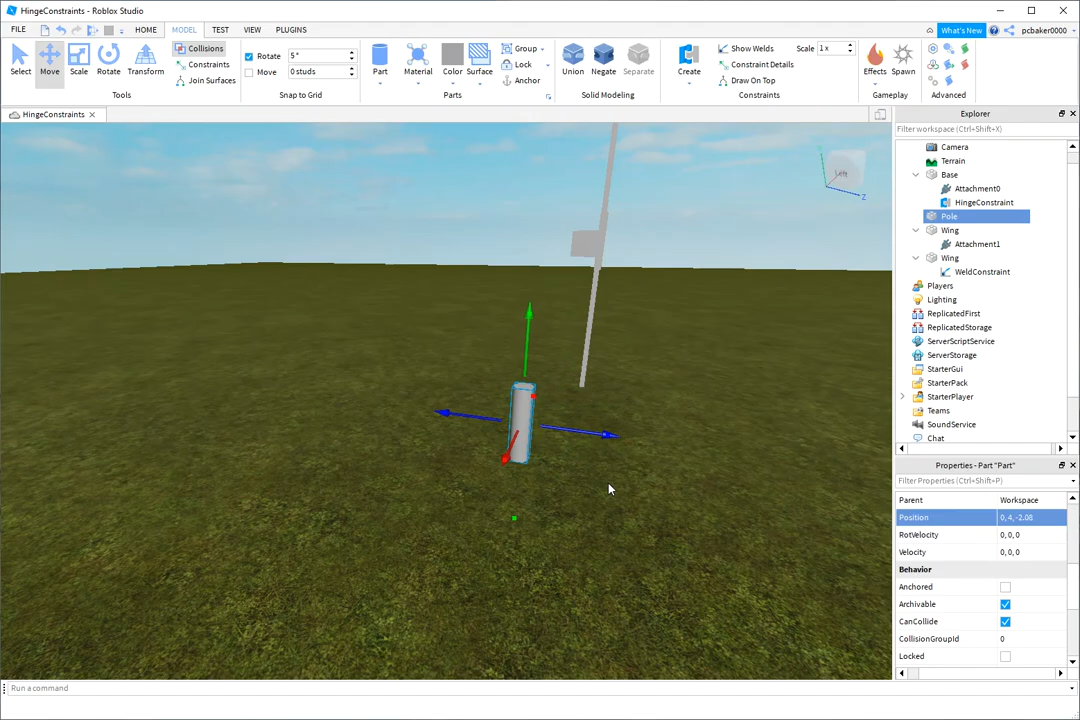 HingeConstraints - Roblox Studio
FILE HOME MODEL TEST VIEW PLUGINS What's New pcbaker0000
Select Move Scale Rotate Transform
Collisions
Constraints
Join Surfaces
Tools
Rotate 5°
Move 0 studs
Snap to Grid
Part Material Color Surface
Group
Lock
Anchor
Parts
Union Negate Separate
Solid Modeling
Create
Show Welds Scale 1x
Constraint Details
Draw On Top
Constraints
Effects Spawn
Gameplay
Advanced
HingeConstraints
Left
Z
Explorer
Filter workspace (Ctrl+Shift+X)
Camera
Terrain
Base
Attachment0
HingeConstraint
Pole
Wing
Attachment1
Wing
WeldConstraint
Players
Lighting
ReplicatedFirst
ReplicatedStorage
ServerScriptService
ServerStorage
StarterGui
StarterPack
StarterPlayer
Teams
SoundService
Chat
Properties - Part "Part"
Filter Properties (Ctrl+Shift+P)
Parent Workspace
Position 0, 4, -2.08
RotVelocity 0, 0, 0
Velocity 0, 0, 0
Behavior
Anchored
Archivable
CanCollide
CollisionGroupId 0
Locked
Run a command